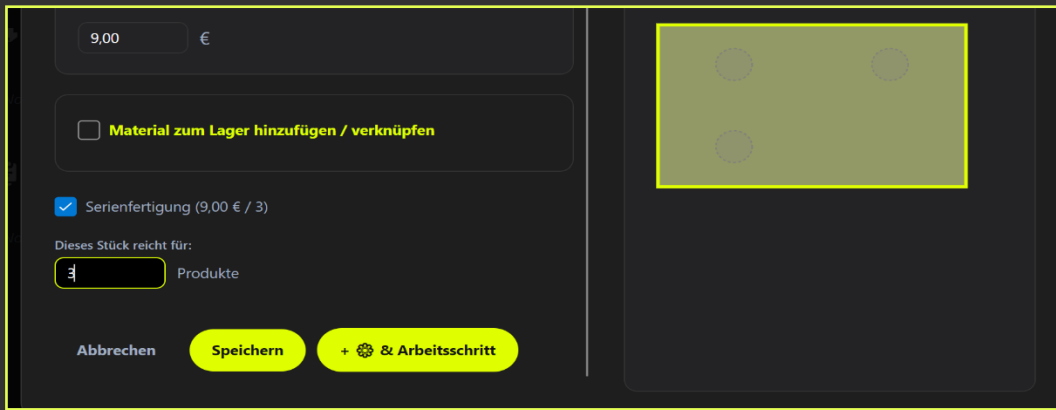 9,00 €
Material zum Lager hinzufügen / verknüpfen
Serienfertigung (9,00 € / 3)
Dieses Stück reicht für:
3 Produkte
Abbrechen Speichern + & Arbeitsschritt